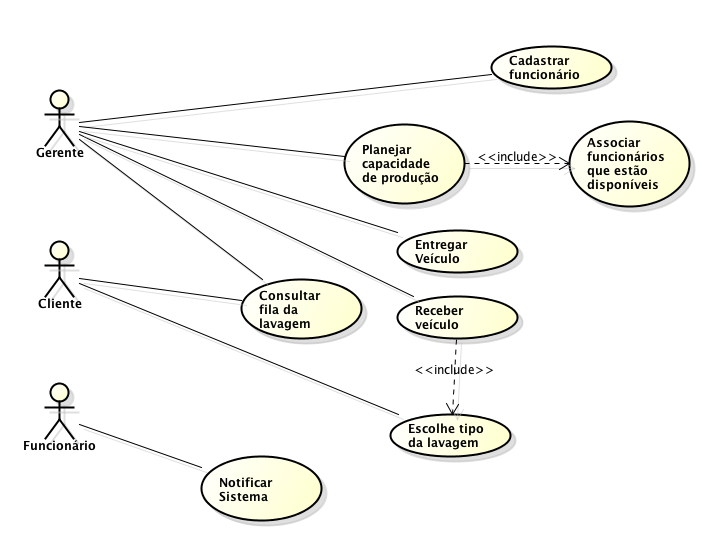 Cadastrar
funcionário
Gerente
Planejar
capacidade
de produção
<<include>>
Associar
funcionários
que estão
disponíveis
Entregar
Veículo
Cliente
Consultar
fila da
lavagem
Receber
veículo
<<include>>
Escolhe tipo
da lavagem
Funcionário
Notificar
Sistema